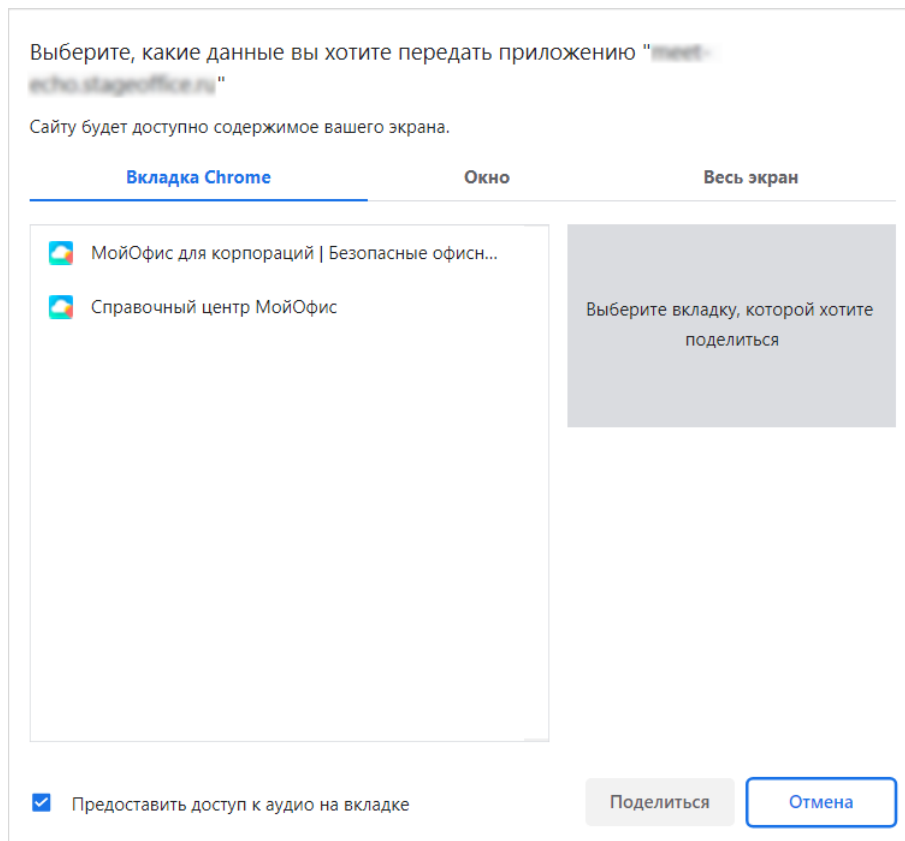 Выберите, какие данные вы хотите передать приложению "
"
Сайту будет доступно содержимое вашего экрана.
Вкладка Chrome Окно Весь экран
МойОфис для корпораций | Безопасные офисн...
Справочный центр МойОфис
Выберите вкладку, которой хотите
поделиться
Предоставить доступ к аудио на вкладке
Поделиться Отмена